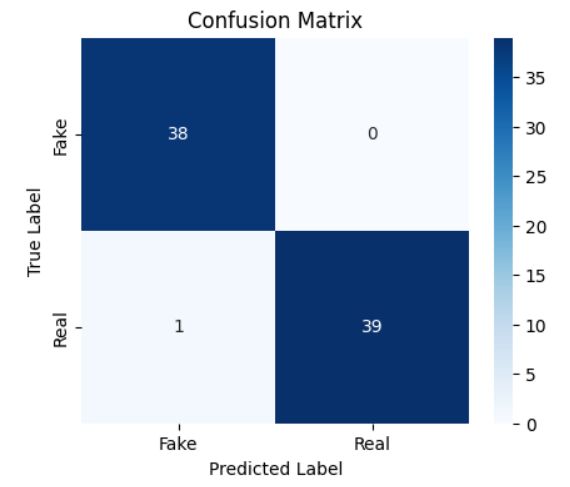 Confusion Matrix
True Label
Fake
Real
38
0
1
39
Fake
Real
Predicted Label
35
30
25
20
15
10
5
0